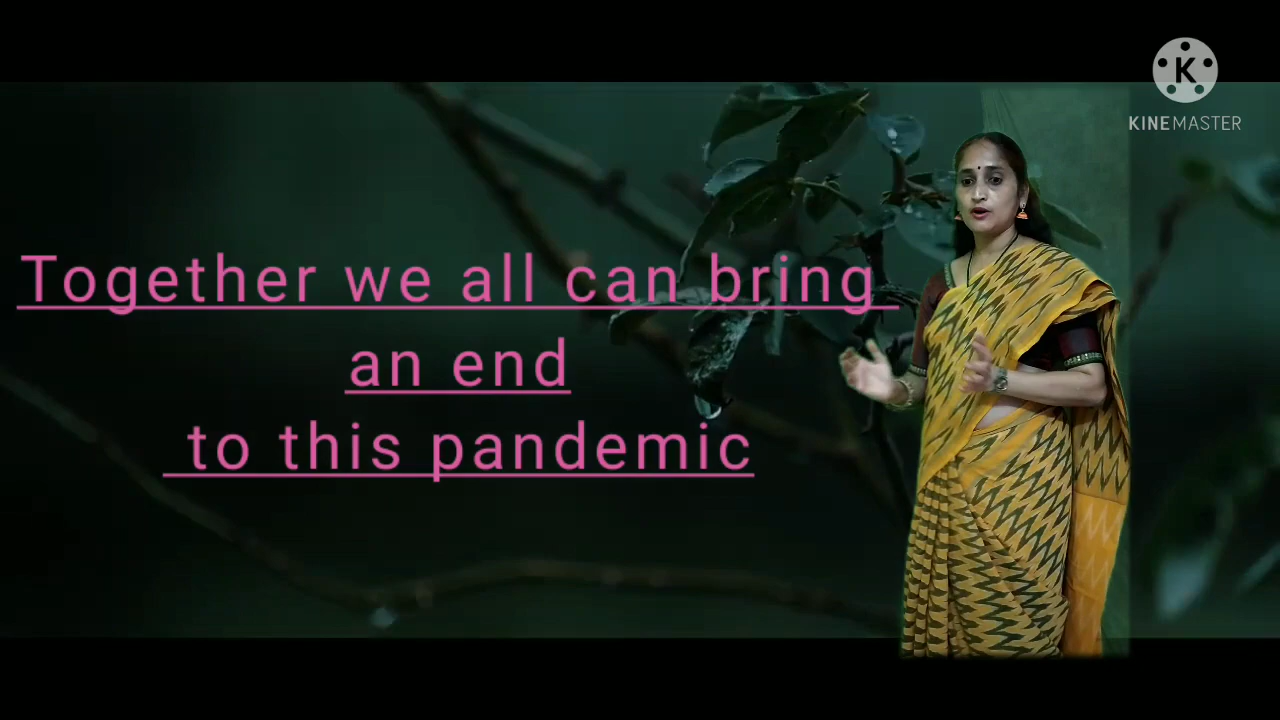 Together we all can bring
an end
to this pandemic
K
KINEMASTER